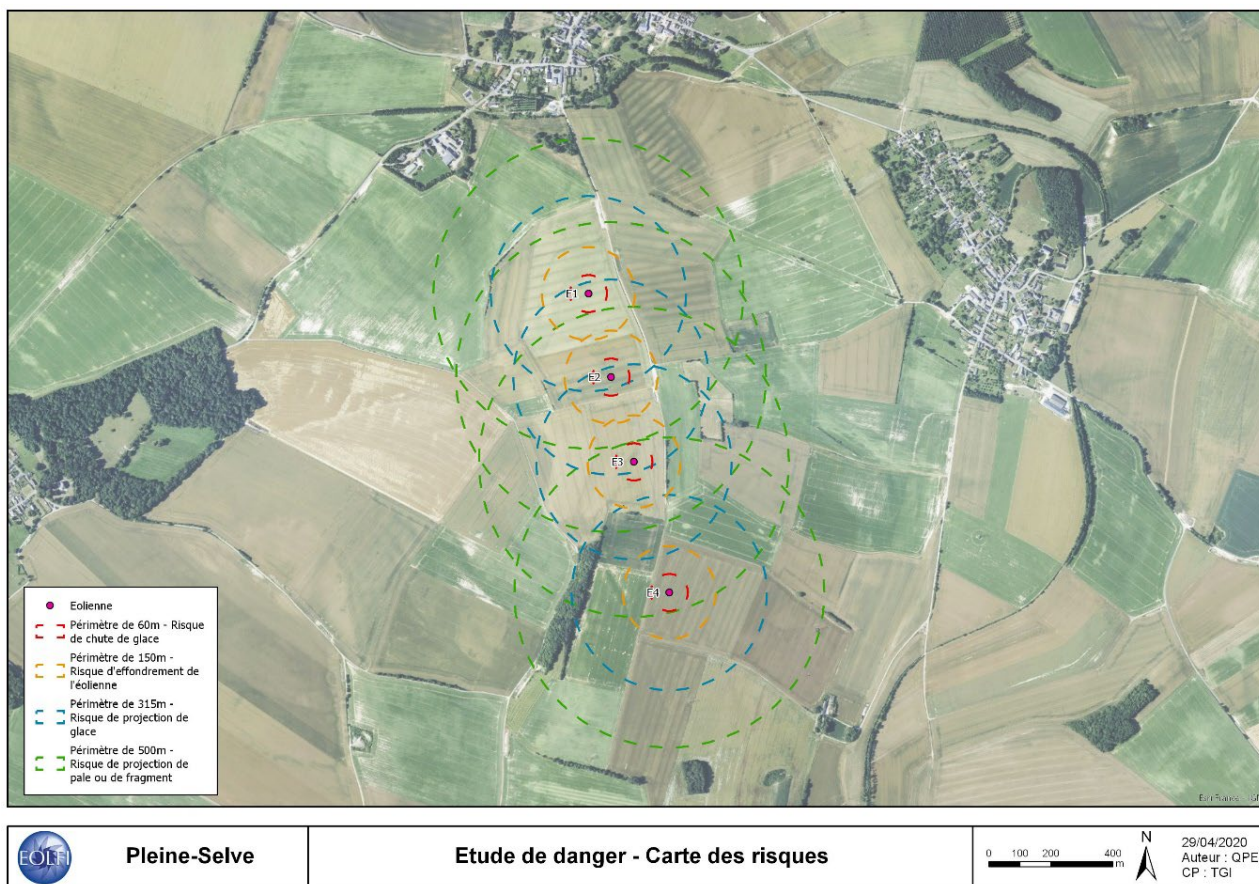 E1
E2
E3
E4
Eolienne
Périmètre de 60m - Risque
de chute de glace
Périmètre de 150m -
Risque d'effondrement de
l'éolienne
Périmètre de 315m -
Risque de projection de
glace
Périmètre de 500m -
Risque de projection de
pale ou de fragment
Esri France
EOLFI
Pleine-Selve
Etude de danger - Carte des risques
0 100 200 400
m
N
29/04/2020
Auteur : QPE
CP : TGI